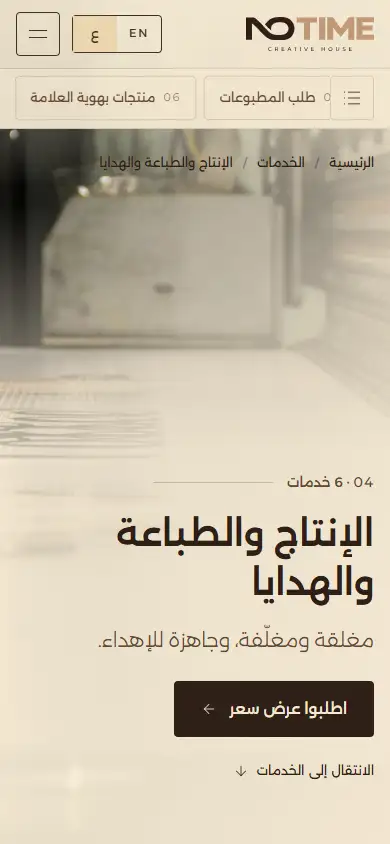 NOTIME
CREATIVE HOUSE
EN
ع
طلب المطبوعات
06 منتجات بهوية العلامة
الرئيسية / الخدمات / الإنتاج والطباعة والهدايا
04 · 6 خدمات
الإنتاج والطباعة
والهدايا
مغلقة ومغلّفة، وجاهزة للإهداء.
اطلبوا عرض سعر ←
الانتقال إلى الخدمات ↓